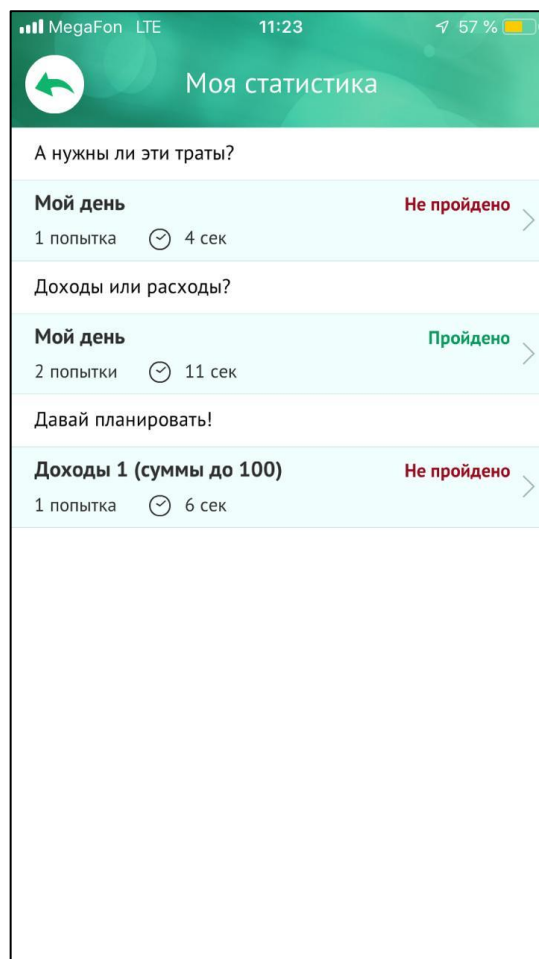 MegaFon LTE 11:23 57 %
Моя статистика
А нужны ли эти траты?
Мой день Не пройдено
1 попытка 4 сек
Доходы или расходы?
Мой день Пройдено
2 попытки 11 сек
Давай планировать!
Доходы 1 (суммы до 100) Не пройдено
1 попытка 6 сек